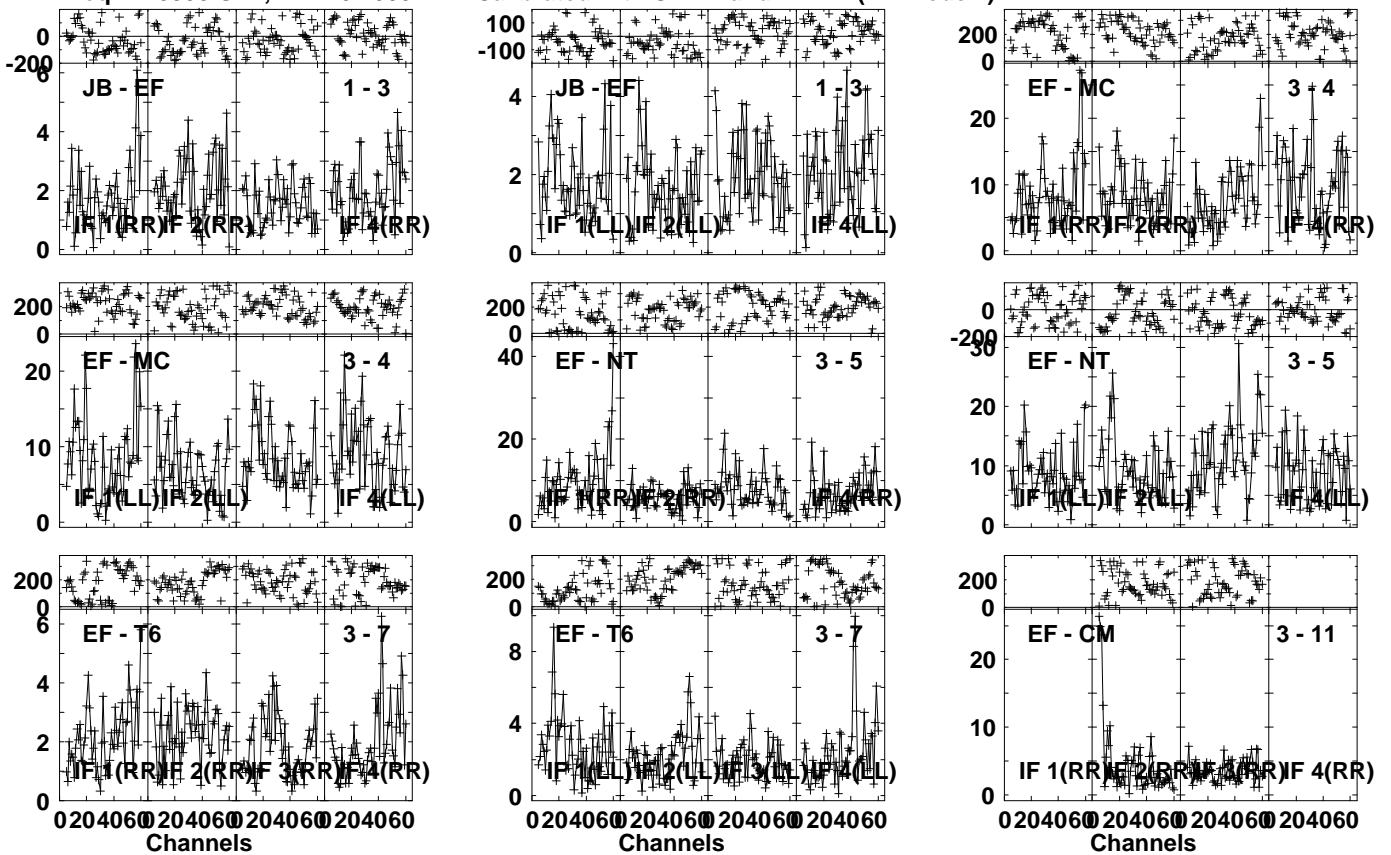 100
0
-100
-200
200
0
JB - EF 1 - 3
6
4
2
0
IF 1(RR) IF 2(RR) IF 4(RR)
JB - EF 1 - 3
4
2
0
IF 1(LL) IF 2(LL) IF 4(LL)
EF - MC 3 - 4
20
10
0
IF 1(RR) IF 2(RR) IF 4(RR)
200
0
200
0
0
-200
EF - MC 3 - 4
20
10
0
IF 1(LL) IF 2(LL) IF 4(LL)
EF - NT 3 - 5
40
20
0
IF 1(RR) IF 2(RR) IF 4(RR)
EF - NT 3 - 5
30
20
10
0
IF 1(LL) IF 2(LL) IF 4(LL)
200
0
200
0
200
0
EF - T6 3 - 7
6
4
2
0
IF 1(RR) IF 2(RR) IF 3(RR) IF 4(RR)
EF - T6 3 - 7
8
4
0
IF 1(LL) IF 2(LL) IF 3(LL) IF 4(LL)
EF - CM 3 - 11
20
10
0
IF 1(RR) IF 2(RR) IF 3(RR) IF 4(RR)
0 20 40 60 0 20 40 60 0 20 40 60 0 20 40 60
0 20 40 60 0 20 40 60 0 20 40 60 0 20 40 60
0 20 40 60 0 20 40 60 0 20 40 60 0 20 40 60
Channels Channels Channels